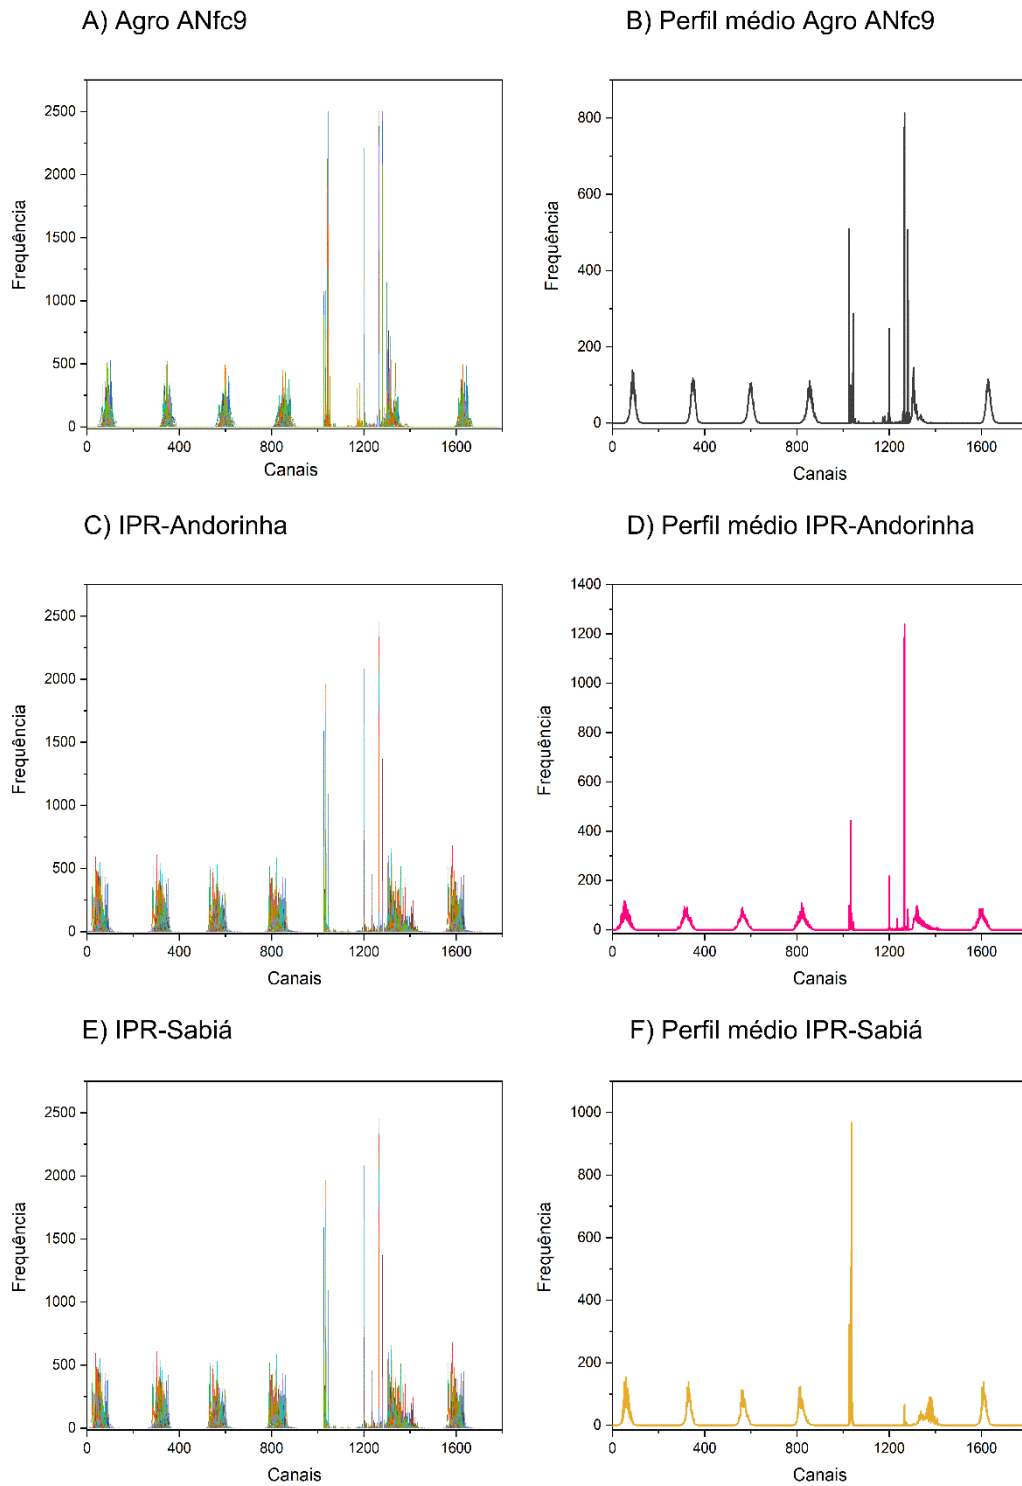 A) Agro ANfc9
B) Perfil médio Agro ANfc9
2500
2000
1500
1000
500
0
Frequência
0 400 800 1200 1600
Canais
800
600
400
200
0
Frequência
0 400 800 1200 1600
Canais
C) IPR-Andorinha
D) Perfil médio IPR-Andorinha
2500
2000
1500
1000
500
0
Frequência
0 400 800 1200 1600
Canais
1400
1200
1000
800
600
400
200
0
Frequência
0 400 800 1200 1600
Canais
E) IPR-Sabiá
F) Perfil médio IPR-Sabiá
2500
2000
1500
1000
500
0
Frequência
0 400 800 1200 1600
Canais
1000
800
600
400
200
0
Frequência
0 400 800 1200 1600
Canais